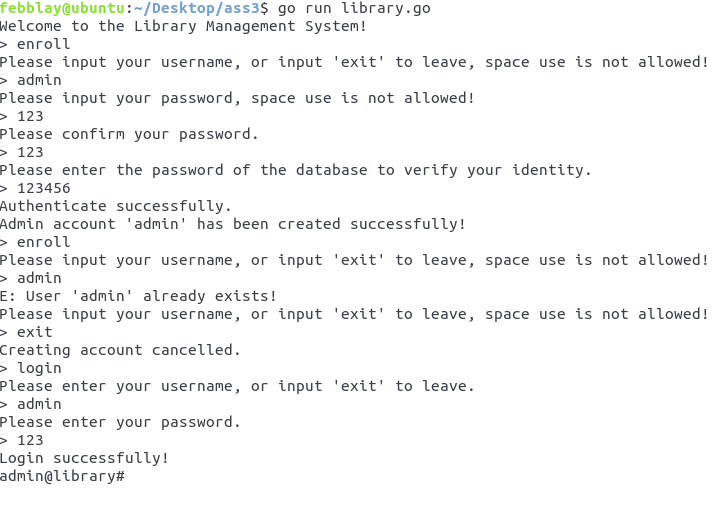 febblay@ubuntu:~/Desktop/ass3$ go run library.go
Welcome to the Library Management System!
> enroll
Please input your username, or input 'exit' to leave, space use is not allowed!
> admin
Please input your password, space use is not allowed!
> 123
Please confirm your password.
> 123
Please enter the password of the database to verify your identity.
> 123456
Authenticate successfully.
Admin account 'admin' has been created successfully!
> enroll
Please input your username, or input 'exit' to leave, space use is not allowed!
> admin
E: User 'admin' already exists!
Please input your username, or input 'exit' to leave, space use is not allowed!
> exit
Creating account cancelled.
> login
Please enter your username, or input 'exit' to leave.
> admin
Please enter your password.
> 123
Login successfully!
admin@library#